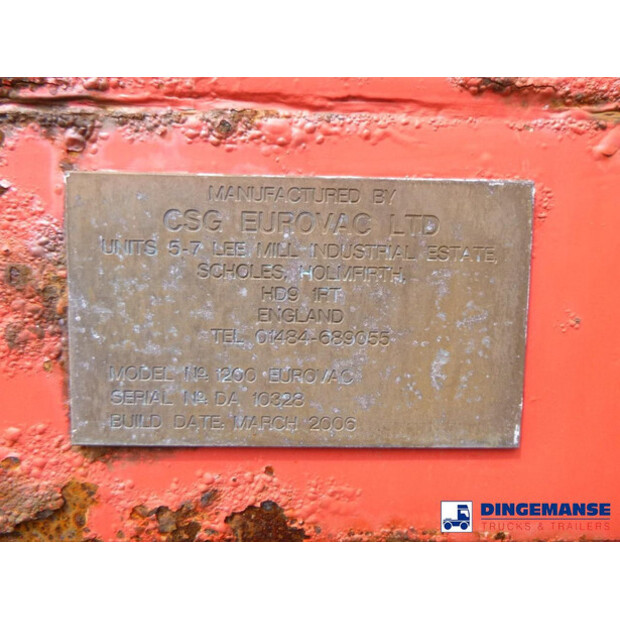 MANUFACTURED BY
CSG EUROVAC LTD
UNITS 5-7 LEE MILL INDUSTRIAL ESTATE,
SCHOLES, HOLMFIRTH,
HD9 1RT
ENGLAND
TEL 01484-689055
MODEL Nº 1200 EUROVAC
SERIAL Nº DA 10328
BUILD DATE: MARCH 2006
DINGEMANSE
TRUCKS & TRAILERS